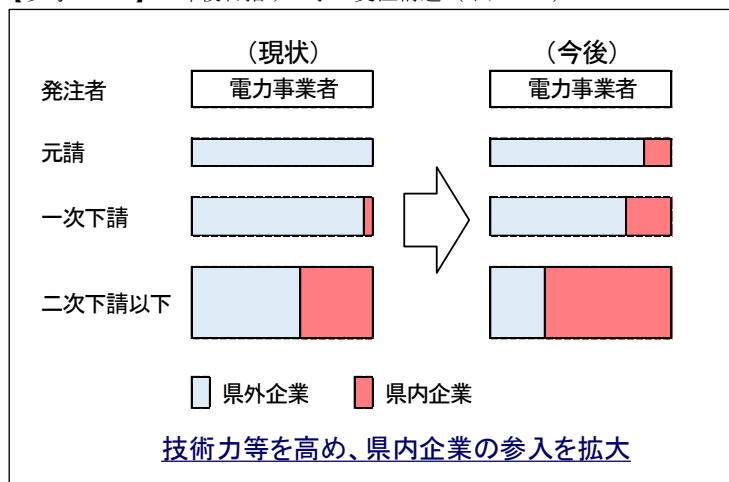 （現状）
（今後）
発注者
電力事業者
電力事業者
元請
一次下請
二次下請以下
県外企業
県内企業
技術力等を高め、県内企業の参入を拡大